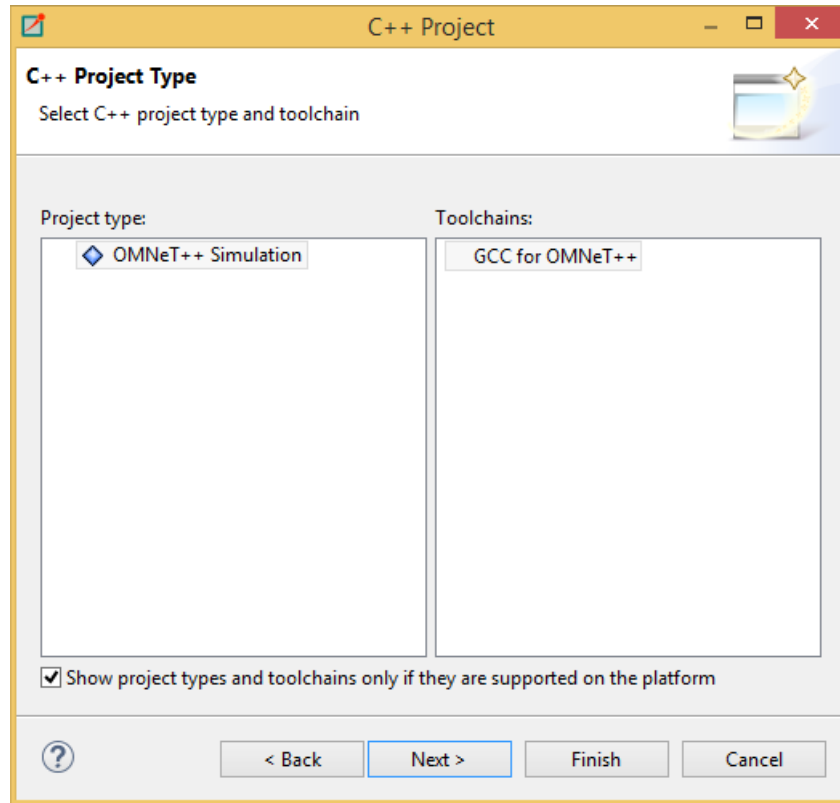 C++ Project
C++ Project Type
Select C++ project type and toolchain
Project type:
Toolchains:
OMNeT++ Simulation
GCC for OMNeT++
Show project types and toolchains only if they are supported on the platform
?
< Back
Next >
Finish
Cancel